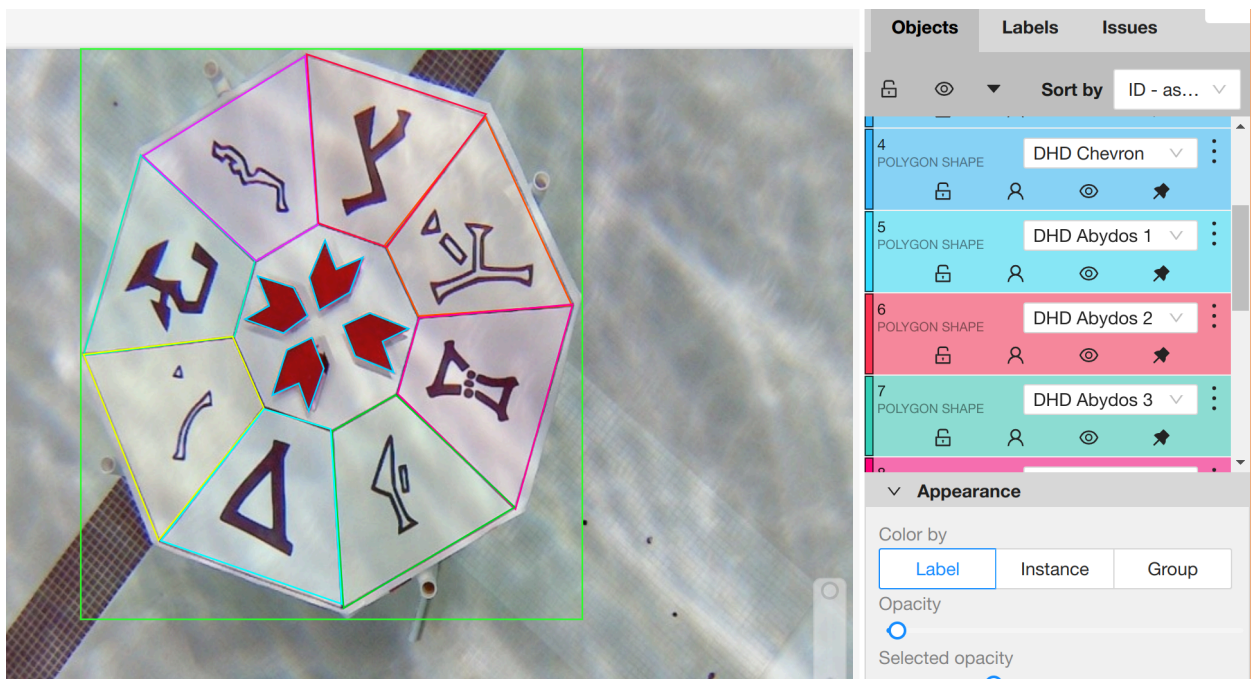 Objects Labels Issues
Sort by ID - as...
4
POLYGON SHAPE
DHD Chevron
5
POLYGON SHAPE
DHD Abydos 1
6
POLYGON SHAPE
DHD Abydos 2
7
POLYGON SHAPE
DHD Abydos 3
Appearance
Color by
Label Instance Group
Opacity
Selected opacity